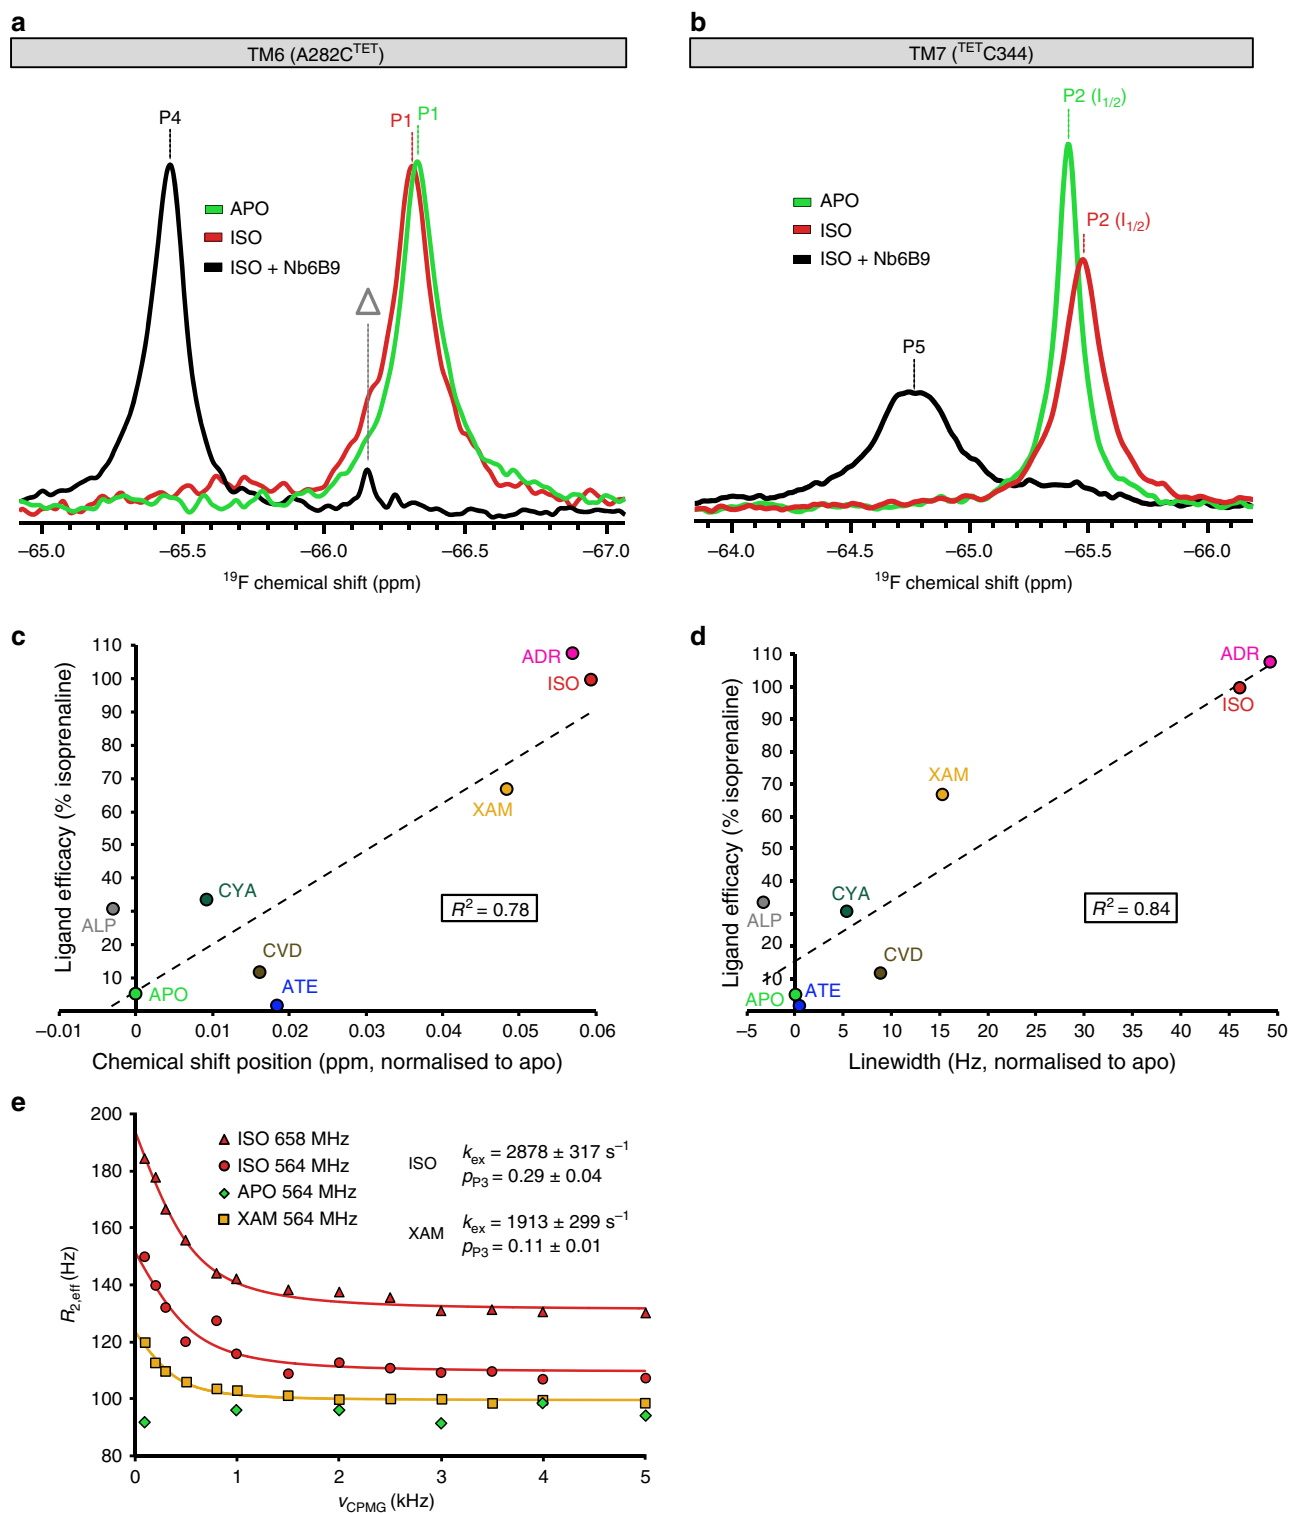 a
TM6 (A282C^TET)
P4
P1
P1
APO
ISO
ISO + Nb6B9
Δ
–65.0
–65.5
–66.0
–66.5
–67.0
¹⁹F chemical shift (ppm)
b
TM7 (^TETC344)
P2 (I₁/₂)
P2 (I₁/₂)
APO
ISO
ISO + Nb6B9
P5
–64.0
–64.5
–65.0
–65.5
–66.0
¹⁹F chemical shift (ppm)
c
Ligand efficacy (% isoprenaline)
110
100
90
80
70
60
50
40
20
10
ADR
ISO
XAM
CYA
ALP
CVD
ATE
APO
R² = 0.78
–0.01
0
0.01
0.02
0.03
0.04
0.05
0.06
Chemical shift position (ppm, normalised to apo)
d
Ligand efficacy (% isoprenaline)
110
100
90
80
70
60
50
40
30
20
10
ADR
ISO
XAM
CYA
ALP
CVD
APO
ATE
R² = 0.84
–5
0
5
10
15
20
25
30
35
40
45
50
Linewidth (Hz, normalised to apo)
e
R₂,eff (Hz)
200
180
160
140
120
100
80
ISO 658 MHz
ISO 564 MHz
APO 564 MHz
XAM 564 MHz
ISO
k_ex = 2878 ± 317 s⁻¹
p_P3 = 0.29 ± 0.04
XAM
k_ex = 1913 ± 299 s⁻¹
p_P3 = 0.11 ± 0.01
0
1
2
3
4
5
ν_CPMG (kHz)